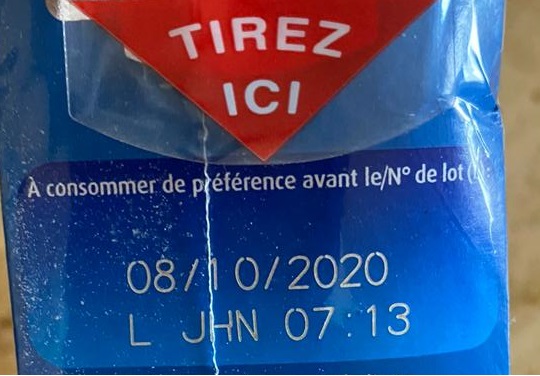 TIREZ
ICI
A consommer de préférence avant le/N° de lot (
08/10/2020
L JHN 07:13